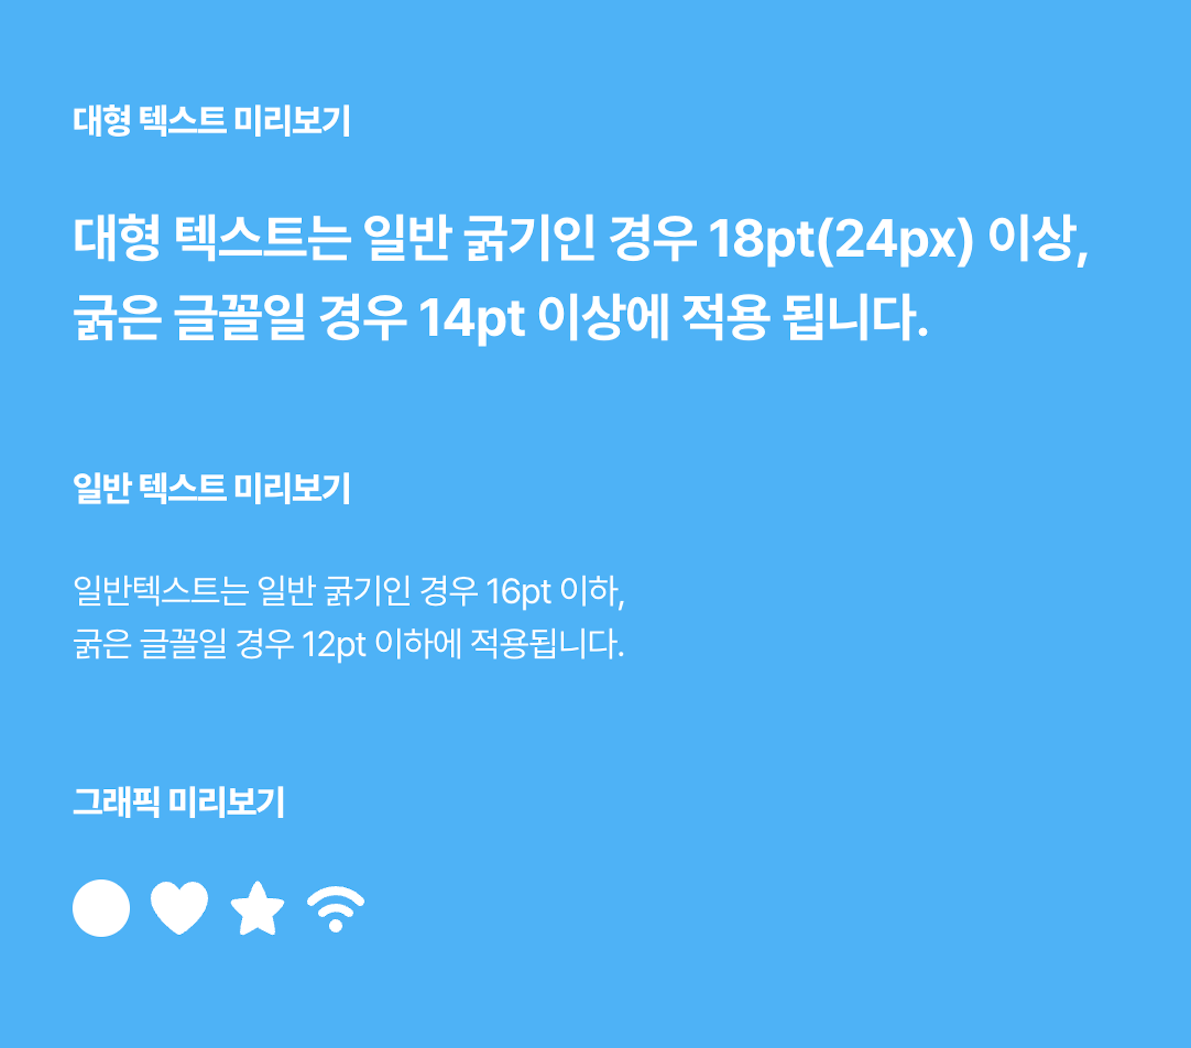 대형 텍스트 미리보기
대형 텍스트는 일반 굵기인 경우 18pt(24px) 이상,
굵은 글꼴일 경우 14pt 이상에 적용 됩니다.
일반 텍스트 미리보기
일반텍스트는 일반 굵기인 경우 16pt 이하,
굵은 글꼴일 경우 12pt 이하에 적용됩니다.
그래픽 미리보기